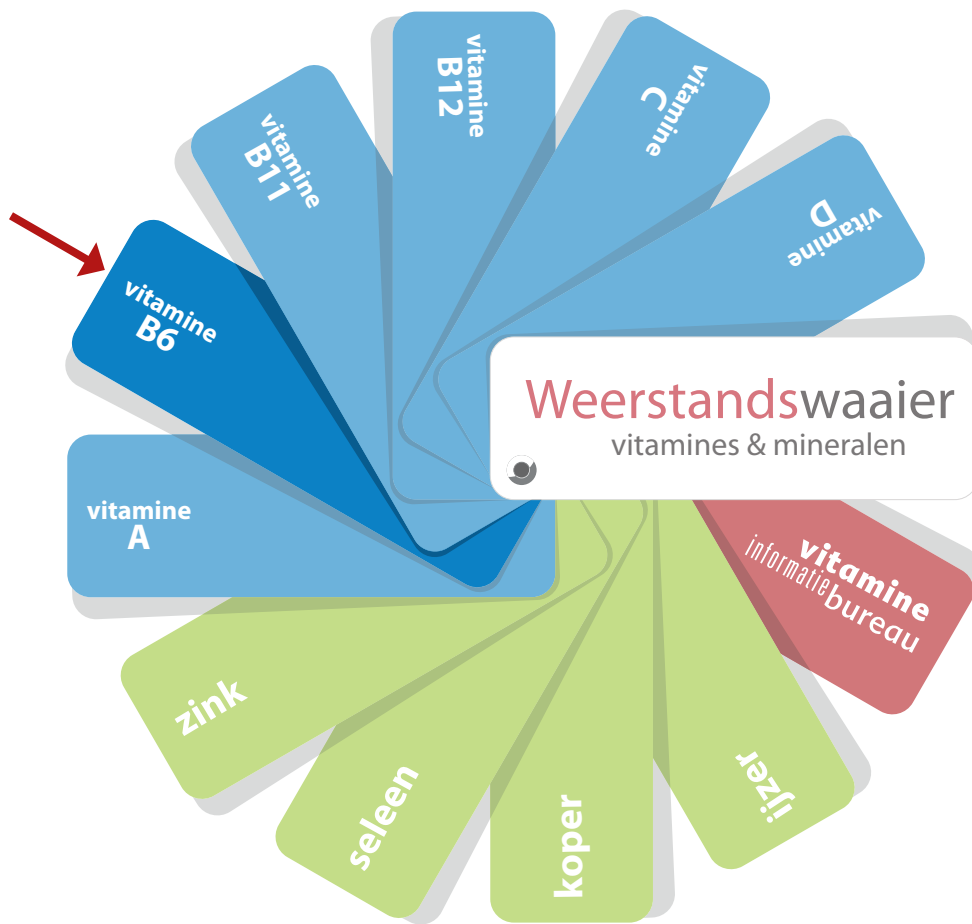 vitamine
B12
vitamine
C
vitamine
B11
vitamine
D
vitamine
B6
Weerstandswaaier
vitamines & mineralen
vitamine
A
vitamine
informatie
bureau
zink
seleen
koper
ijzer